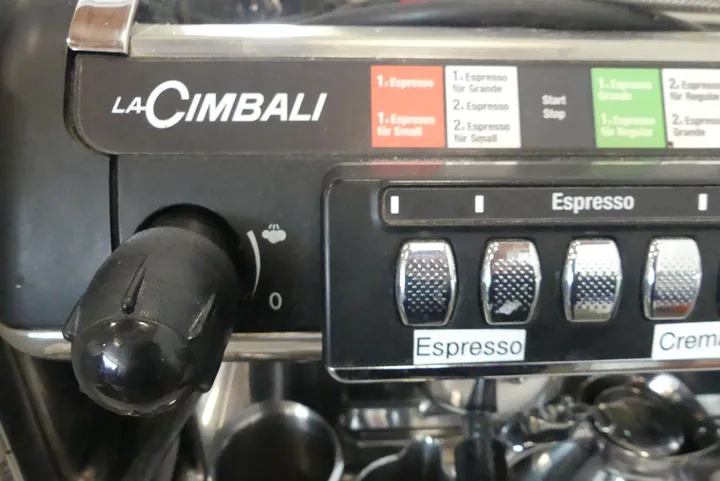 LA CIMBALI
1x Espresso
1x Espresso
für Small
1x Espresso
für Grande
2x Espresso
2x Espresso
für Small
Start
Stop
1x Espresso
Grande
1x Espresso
für Regular
2x Espresso
für Regular
2x Espresso
Grande
Espresso
0
Espresso
Crema